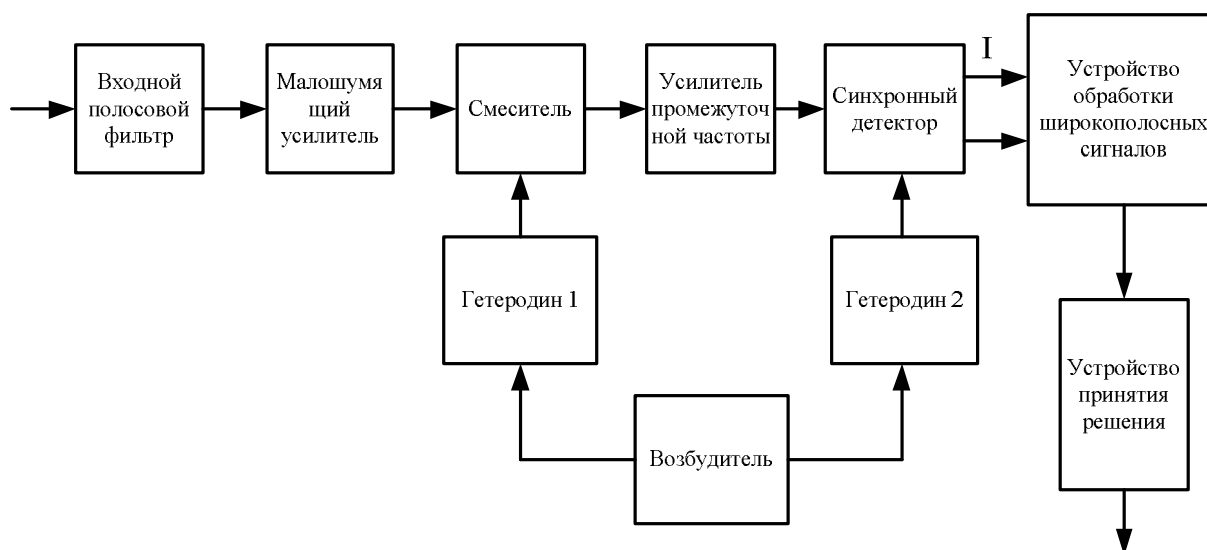 Входной
полосовой
фильтр
Малошумя
щий
усилитель
Смеситель
Усилитель
промежуточ
ной частоты
Синхронный
детектор
I
Устройство
обработки
широкополосных
сигналов
Гетеродин 1
Гетеродин 2
Возбудитель
Устройство
принятия
решения